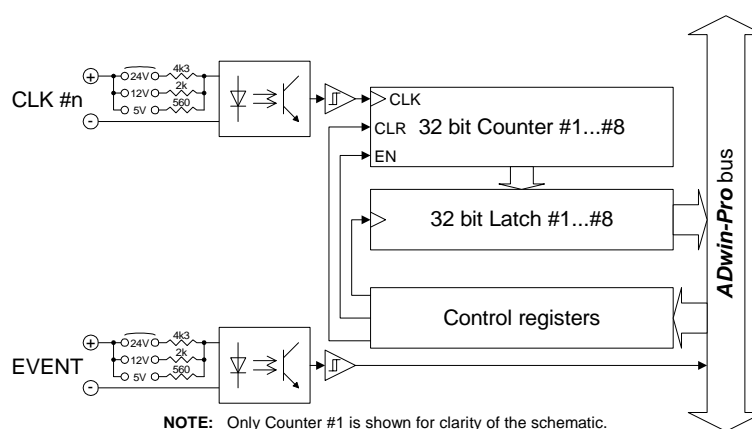 CLK #n
+
24V
4k3
12V
2k
5V
560
-
CLK
CLR
EN
32 bit Counter #1...#8
32 bit Latch #1...#8
Control registers
ADwin-Pro bus
EVENT
+
24V
4k3
12V
2k
5V
560
-
NOTE: Only Counter #1 is shown for clarity of the schematic.